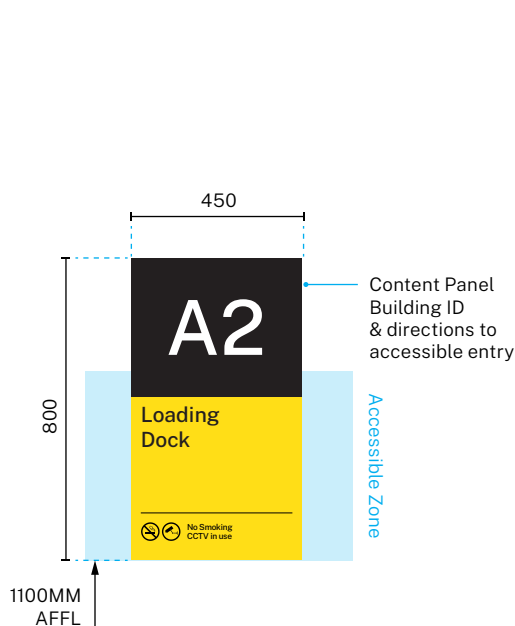 450
Content Panel
Building ID
& directions to
accessible entry
A2
800
Accessible Zone
Loading
Dock
No Smoking
CCTV in use
1100MM
AFFL